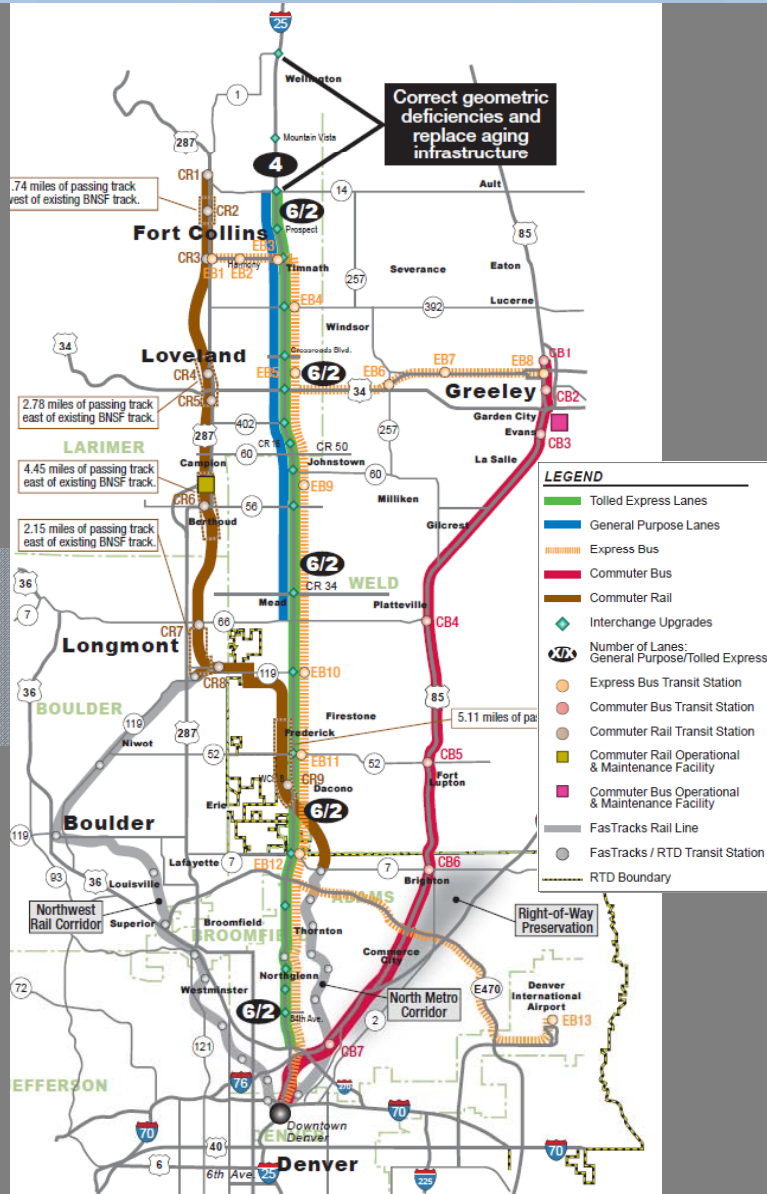 25
Wellington
1
Correct geometric
deficiencies and
replace aging
infrastructure
Mountain Vista
287
4
CR1
.74 miles of passing track
west of existing BNSF track.
14
Ault
CR2
6/2
Prospect
85
Fort Collins
EB3
CR3
EB1
Harmony
EB2
Timnath
Severance
Eaton
257
EB4
392
Lucerne
Windsor
34
Crossroads Blvd.
Loveland
CB1
CR4
EB5
6/2
EB6
EB7
EB8
34
Greeley
CR5
CB2
2.78 miles of passing track
east of existing BNSF track.
402
Garden City
287
257
Evans
CB3
LARIMER
CR 16
60
CR 50
Campion
Johnstown
La Salle
4.45 miles of passing track
east of existing BNSF track.
60
EB9
CR6
56
Milliken
Berthoud
Gilcrest
2.15 miles of passing track
east of existing BNSF track.
6/2
36
WELD
CR 34
7
Mead
Platteville
CR7
66
CB4
Longmont
CR8
119
EB10
36
85
BOULDER
119
Firestone
5.11 miles of pas
287
Frederick
Niwot
52
EB11
52
CB5
Fort
Lupton
CR9
Dacono
Erie
6/2
119
Boulder
Lafayette
7
EB12
7
CB6
Brighton
93
36
Louisville
ADAMS
Northwest
Rail Corridor
Superior
Broomfield
BROOMFIELD
Thornton
Right-of-Way
Preservation
Commerce
City
Northglenn
Westminster
72
E470
Denver
International
Airport
North Metro
Corridor
EB13
6/2
84th Ave.
2
121
CB7
JEFFERSON
76
270
70
70
Downtown
Denver
DENVER
40
70
6
6th Ave.
25
Denver
225
LEGEND
Tolled Express Lanes
General Purpose Lanes
Express Bus
Commuter Bus
Commuter Rail
Interchange Upgrades
X/X
Number of Lanes:
General Purpose/Tolled Express
Express Bus Transit Station
Commuter Bus Transit Station
Commuter Rail Transit Station
Commuter Rail Operational
& Maintenance Facility
Commuter Bus Operational
& Maintenance Facility
FasTracks Rail Line
FasTracks / RTD Transit Station
RTD Boundary